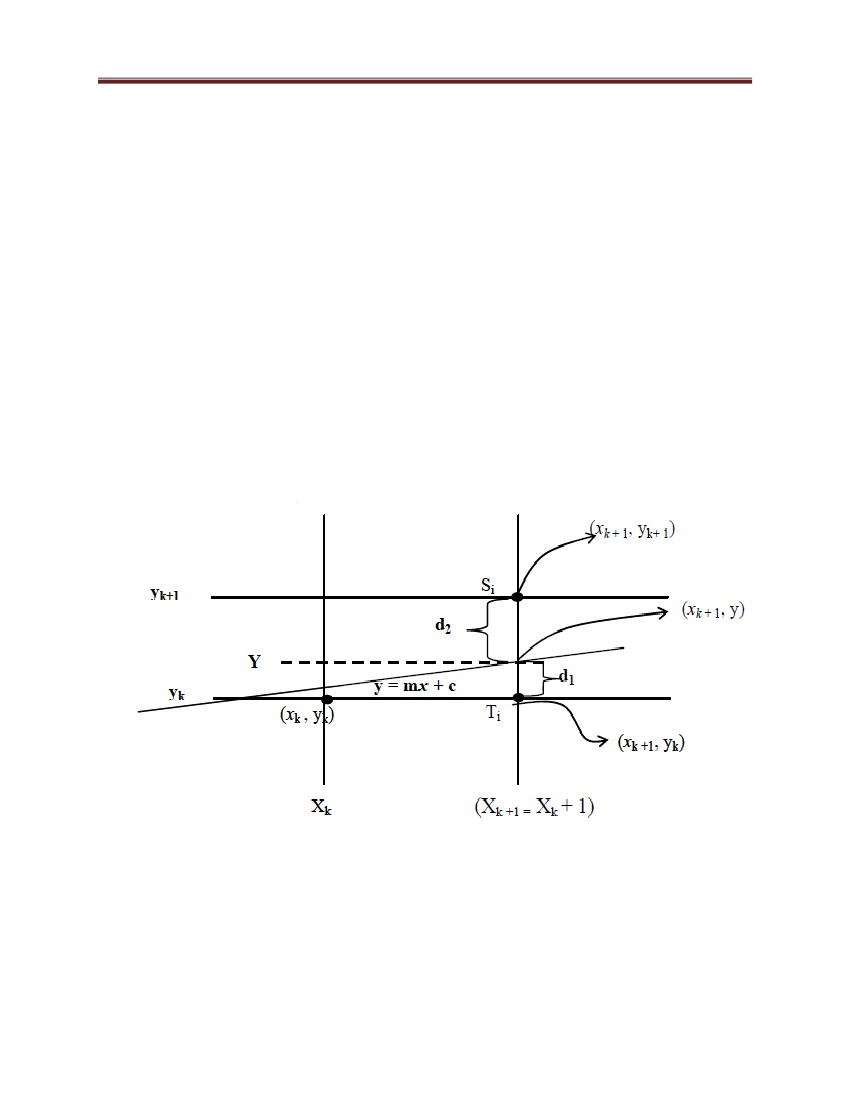 (xk + 1, yk+ 1)
Si
yk+1
(xk + 1, y)
d2
Y
d1
y = mx + c
yk
(xk , yk)
Ti
(xk +1, yk)
Xk
(Xk +1 = Xk + 1)